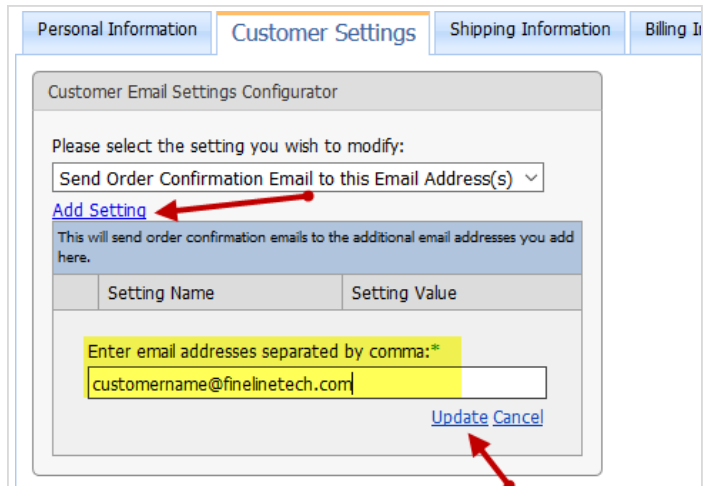 Personal Information Customer Settings Shipping Information Billing
Customer Email Settings Configurator
Please select the setting you wish to modify:
Send Order Confirmation Email to this Email Address(s)
Add Setting
This will send order confirmation emails to the additional email addresses you add
here.
Setting Name Setting Value
Enter email addresses separated by comma:*
customername@finelinetech.com
Update Cancel